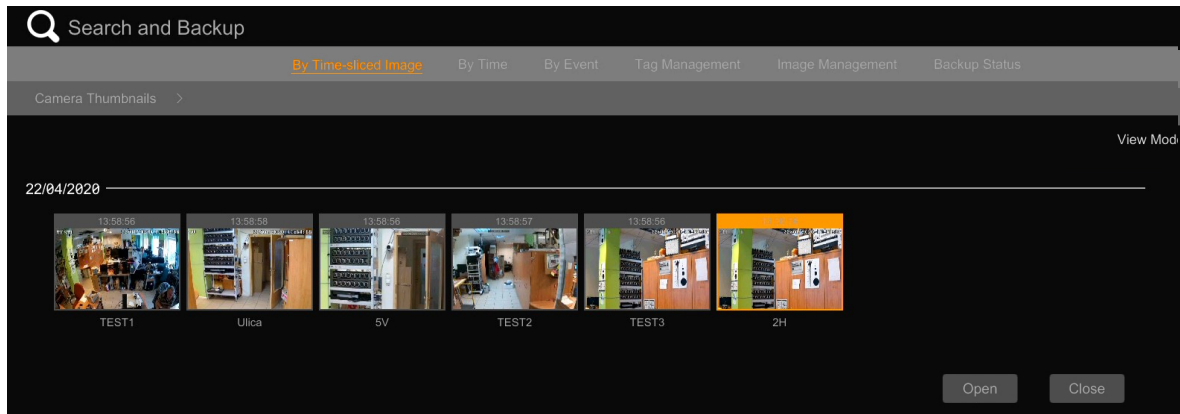 Search and Backup
By Time-sliced Image By Time By Event Tag Management Image Management Backup Status
Camera Thumbnails >
View Mod
22/04/2020
13:58:56 13:58:58 13:58:56 13:58:57 13:58:56
TEST1 Ulica 5V TEST2 TEST3 2H
Open Close